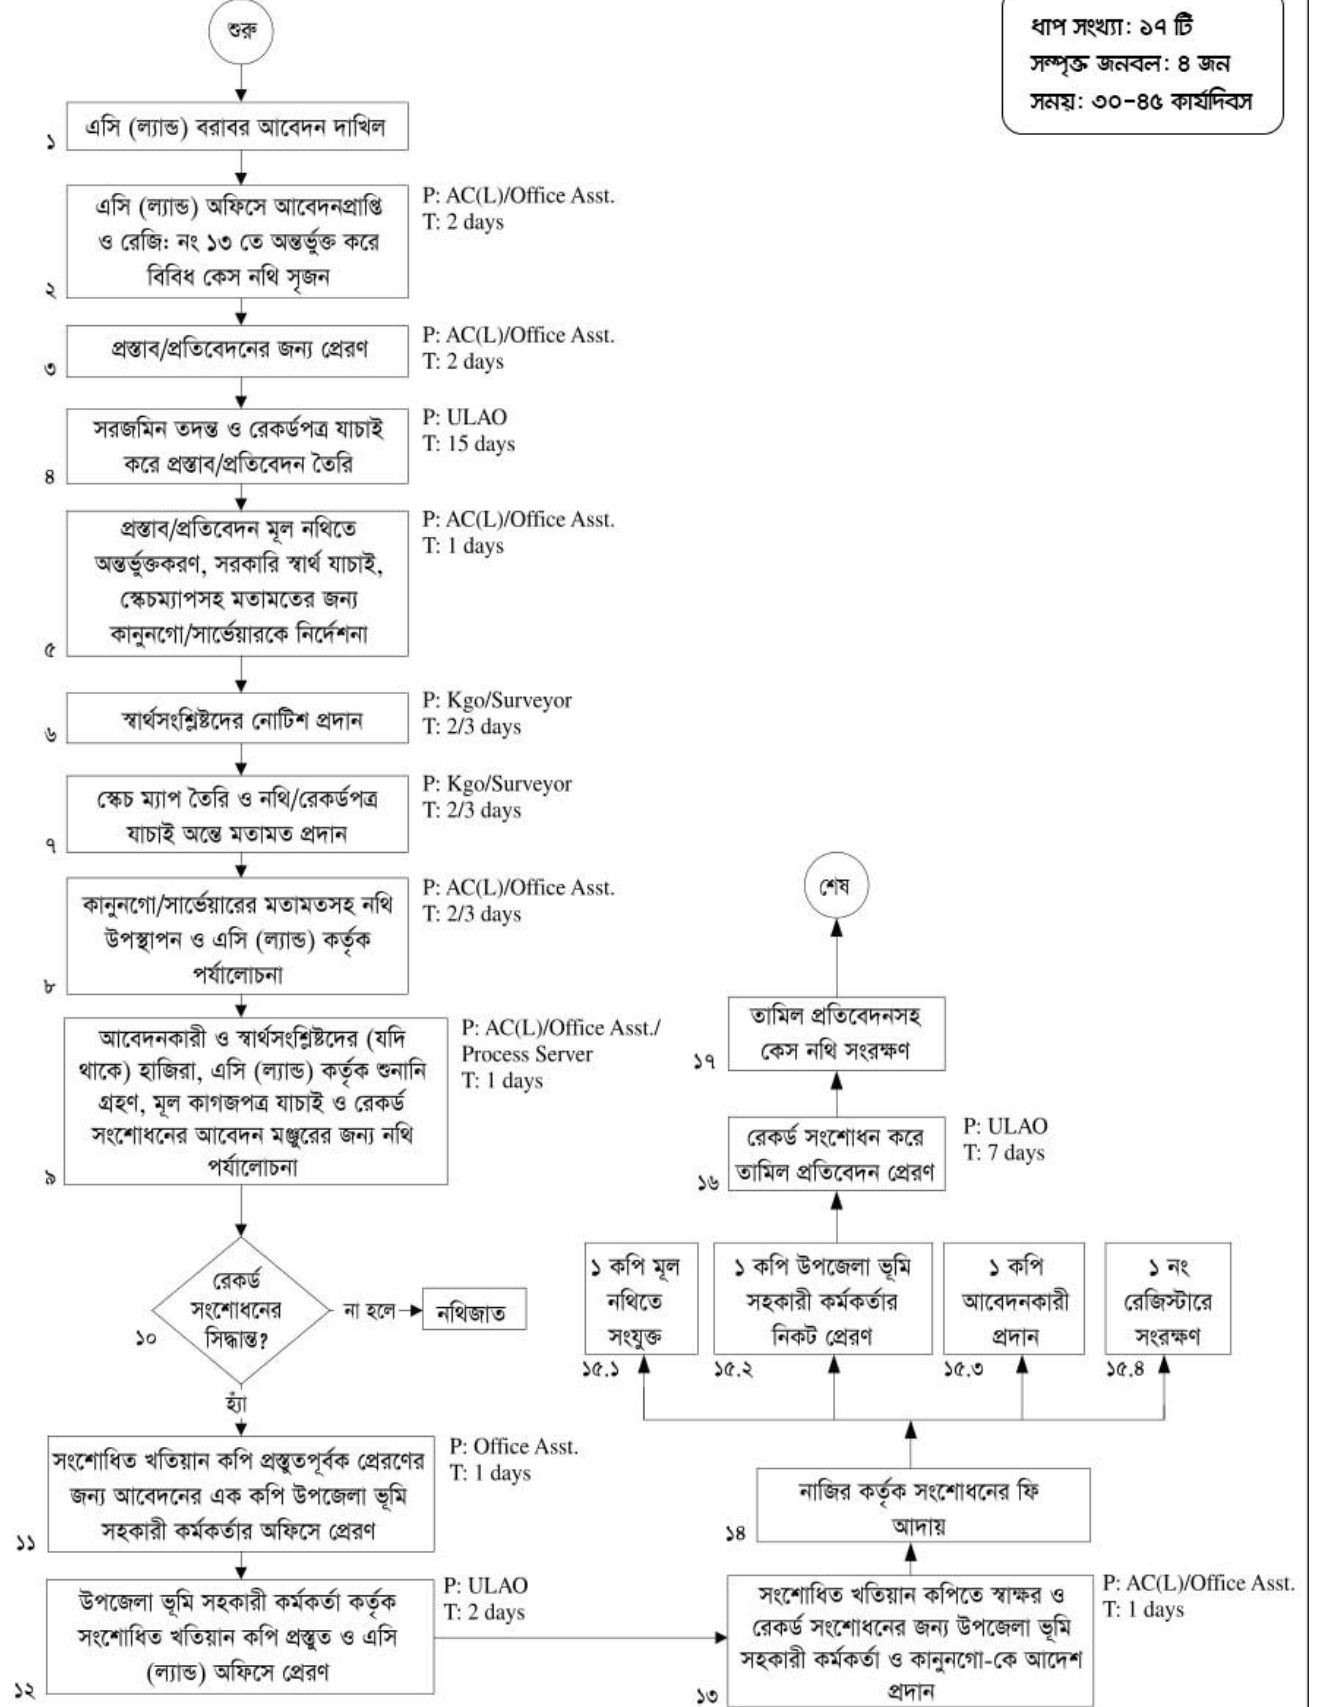 ধাপ সংখ্যা: ১৭ টি
সম্পৃক্ত জনবল: ৪ জন
সময়: ৩০-৪৫ কার্যদিবস
শুরু
এসি (ল্যান্ড) বরাবর আবেদন দাখিল
১
এসি (ল্যান্ড) অফিসে আবেদনপ্রাপ্তি
ও রেজি: নং ১৩ তে অন্তর্ভুক্ত করে
বিবিধ কেস নথি সৃজন
২
P: AC(L)/Office Asst.
T: 2 days
প্রস্তাব/প্রতিবেদনের জন্য প্রেরণ
৩
P: AC(L)/Office Asst.
T: 2 days
সরজমিন তদন্ত ও রেকর্ডপত্র যাচাই
করে প্রস্তাব/প্রতিবেদন তৈরি
৪
P: ULAO
T: 15 days
প্রস্তাব/প্রতিবেদন মূল নথিতে
অন্তর্ভুক্তকরণ, সরকারি স্বার্থ যাচাই,
স্কেচম্যাপসহ মতামতের জন্য
কানুনগো/সার্ভেয়ারকে নির্দেশনা
৫
P: AC(L)/Office Asst.
T: 1 days
স্বার্থসংশ্লিষ্টদের নোটিশ প্রদান
৬
P: Kgo/Surveyor
T: 2/3 days
স্কেচ ম্যাপ তৈরি ও নথি/রেকর্ডপত্র
যাচাই অন্তে মতামত প্রদান
৭
P: Kgo/Surveyor
T: 2/3 days
কানুনগো/সার্ভেয়ারের মতামতসহ নথি
উপস্থাপন ও এসি (ল্যান্ড) কর্তৃক
পর্যালোচনা
৮
P: AC(L)/Office Asst.
T: 2/3 days
আবেদনকারী ও স্বার্থসংশ্লিষ্টদের (যদি
থাকে) হাজিরা, এসি (ল্যান্ড) কর্তৃক শুনানি
গ্রহণ, মূল কাগজপত্র যাচাই ও রেকর্ড
সংশোধনের আবেদন মঞ্জুরের জন্য নথি
পর্যালোচনা
৯
P: AC(L)/Office Asst./
Process Server
T: 1 days
রেকর্ড
সংশোধনের
সিদ্ধান্ত?
১০
না হলে
নথিজাত
হ্যাঁ
সংশোধিত খতিয়ান কপি প্রস্তুতপূর্বক প্রেরণের
জন্য আবেদনের এক কপি উপজেলা ভূমি
সহকারী কর্মকর্তার অফিসে প্রেরণ
১১
P: Office Asst.
T: 1 days
উপজেলা ভূমি সহকারী কর্মকর্তা কর্তৃক
সংশোধিত খতিয়ান কপি প্রস্তুত ও এসি
(ল্যান্ড) অফিসে প্রেরণ
১২
P: ULAO
T: 2 days
সংশোধিত খতিয়ান কপিতে স্বাক্ষর ও
রেকর্ড সংশোধনের জন্য উপজেলা ভূমি
সহকারী কর্মকর্তা ও কানুনগো-কে আদেশ
প্রদান
১৩
P: AC(L)/Office Asst.
T: 1 days
নাজির কর্তৃক সংশোধনের ফি
আদায়
১৪
১ কপি মূল
নথিতে
সংযুক্ত
১৫.১
১ কপি উপজেলা ভূমি
সহকারী কর্মকর্তার
নিকট প্রেরণ
১৫.২
১ কপি
আবেদনকারী
প্রদান
১৫.৩
১ নং
রেজিস্টারে
সংরক্ষণ
১৫.৪
রেকর্ড সংশোধন করে
তামিল প্রতিবেদন প্রেরণ
১৬
P: ULAO
T: 7 days
তামিল প্রতিবেদনসহ
কেস নথি সংরক্ষণ
১৭
শেষ